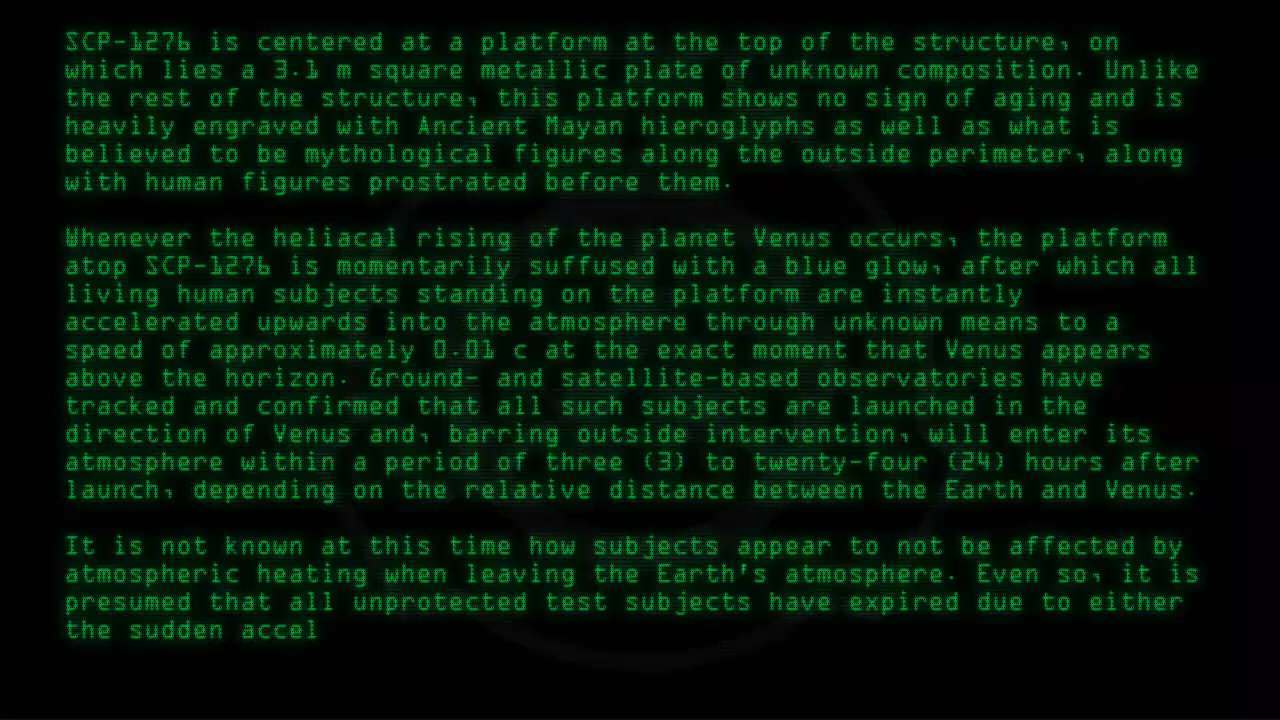 SCP-1276 is centered at a platform at the top of the structure, on
which lies a 3.1 m square metallic plate of unknown composition. Unlike
the rest of the structure, this platform shows no sign of aging and is
heavily engraved with Ancient Mayan hieroglyphs as well as what is
believed to be mythological figures along the outside perimeter, along
with human figures prostrated before them.
Whenever the heliacal rising of the planet Venus occurs, the platform
atop SCP-1276 is momentarily suffused with a blue glow, after which all
living human subjects standing on the platform are instantly
accelerated upwards into the atmosphere through unknown means to a
speed of approximately 0.01 c at the exact moment that Venus appears
above the horizon. Ground- and satellite-based observatories have
tracked and confirmed that all such subjects are launched in the
direction of Venus and, barring outside intervention, will enter its
atmosphere within a period of three (3) to twenty-four (24) hours after
launch, depending on the relative distance between the Earth and Venus.
It is not known at this time how subjects appear to not be affected by
atmospheric heating when leaving the Earth's atmosphere. Even so, it is
presumed that all unprotected test subjects have expired due to either
the sudden accel